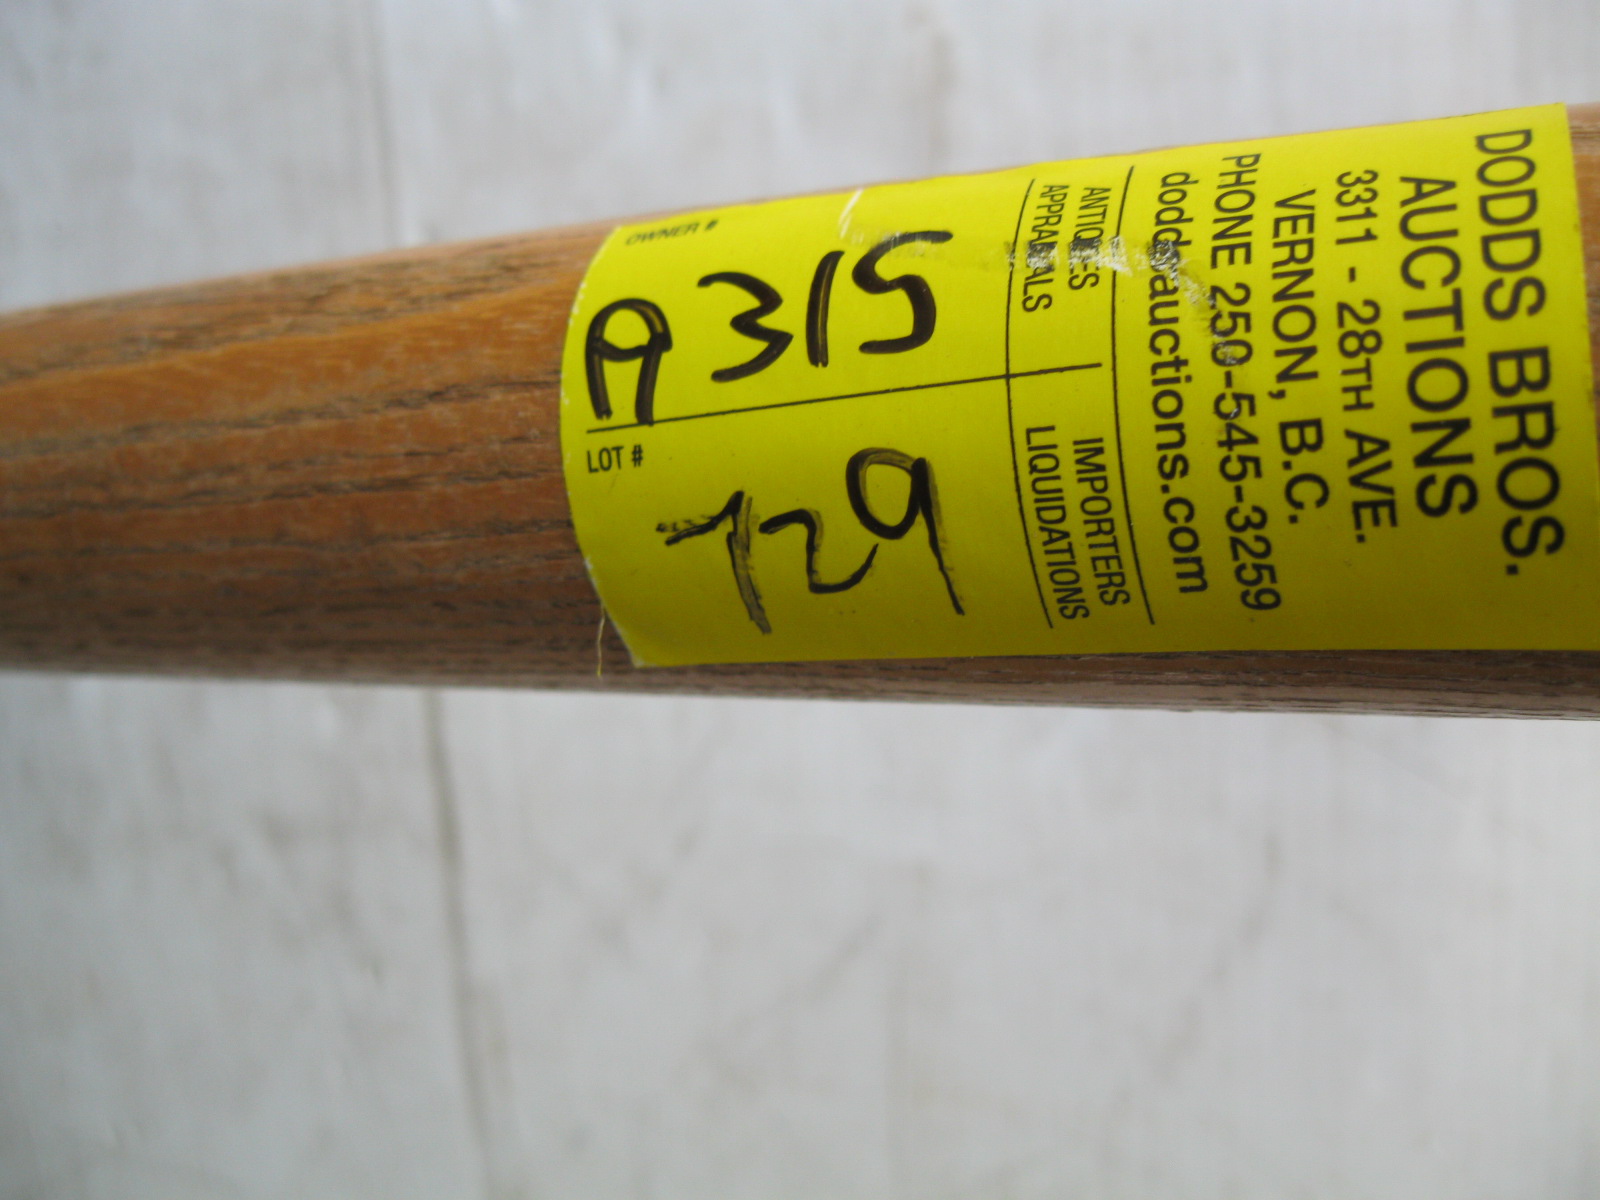 DODDS BROS.
AUCTIONS
3311 - 28TH AVE.
VERNON, B.C.
PHONE 250-545-3259
doddsauctions.com
ANTIQUES
APPRAISALS
IMPORTERS
LIQUIDATIONS
OWNER #
A315
LOT #
729